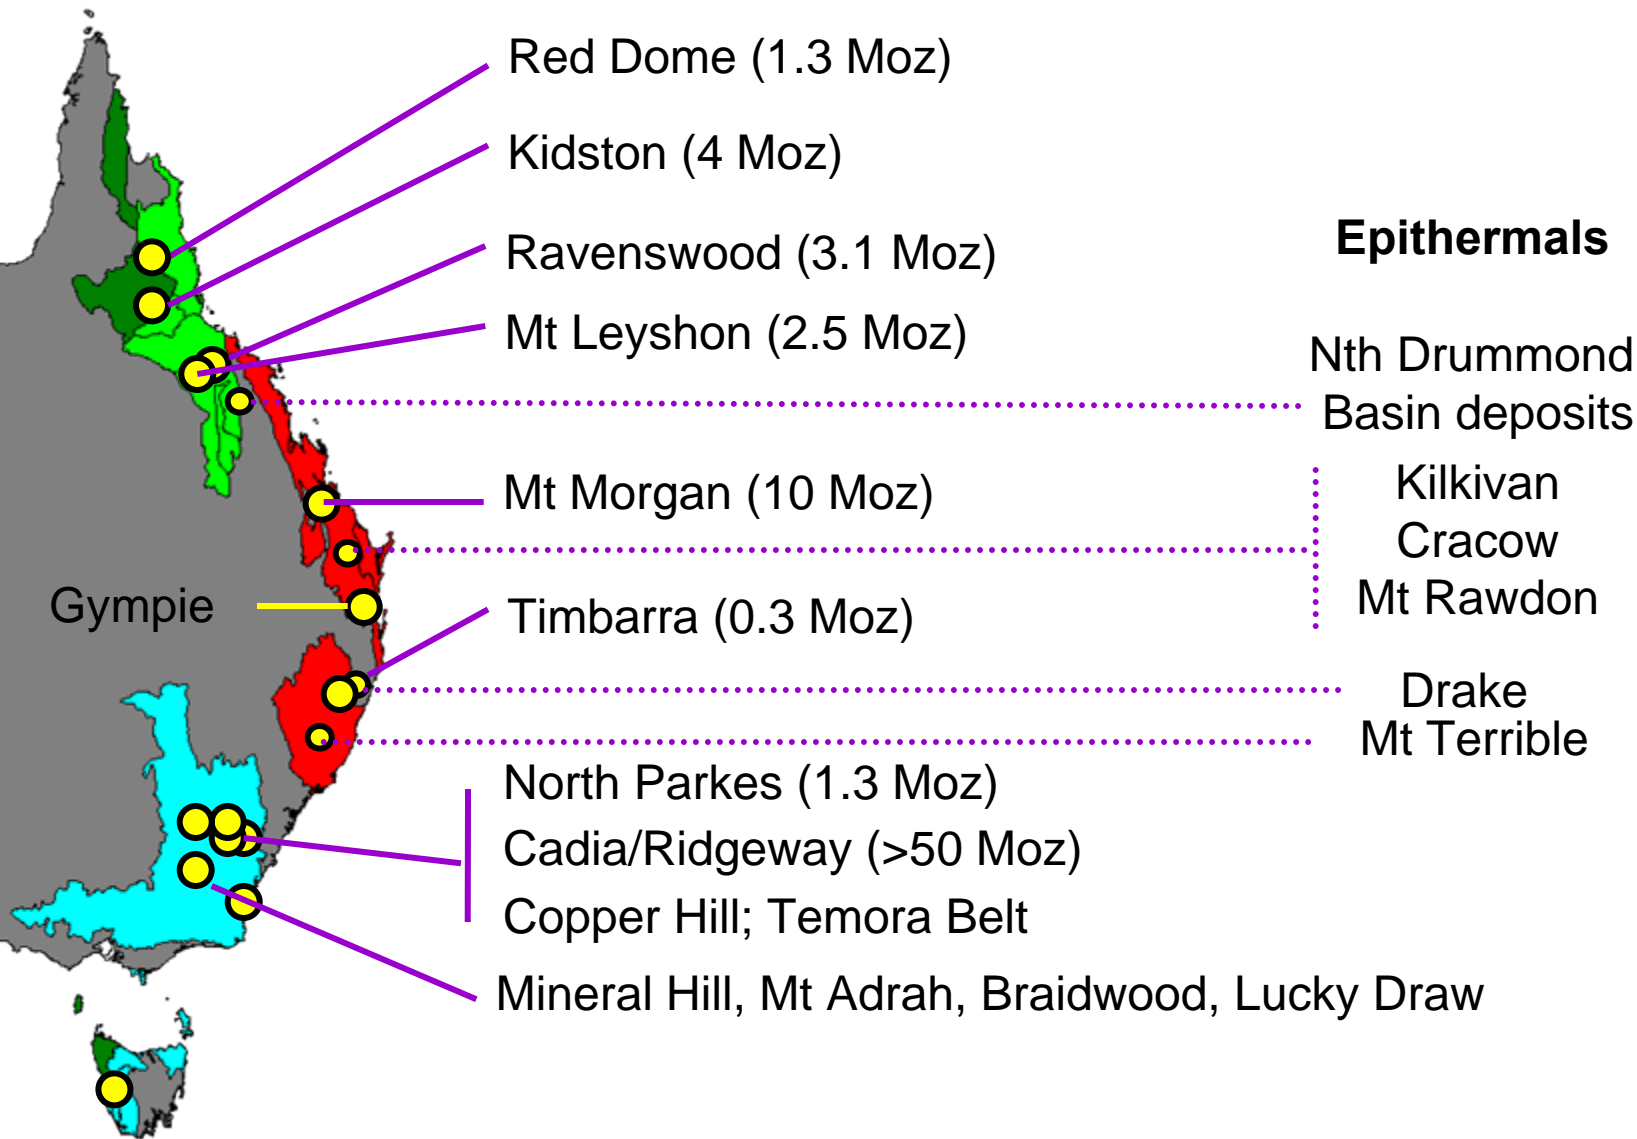 Red Dome (1.3 Moz)
Kidston (4 Moz)
Ravenswood (3.1 Moz)
Mt Leyshon (2.5 Moz)
Epithermals
Nth Drummond
Basin deposits
Mt Morgan (10 Moz)
Kilkivan
Cracow
Mt Rawdon
Gympie
Timbarra (0.3 Moz)
Drake
Mt Terrible
North Parkes (1.3 Moz)
Cadia/Ridgeway (>50 Moz)
Copper Hill; Temora Belt
Mineral Hill, Mt Adrah, Braidwood, Lucky Draw